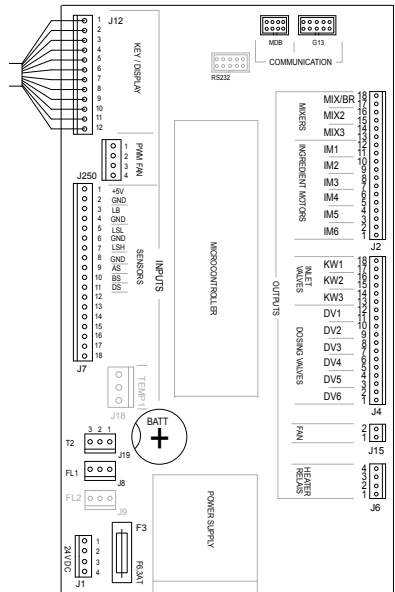 J12
1
2
3
4
5
6
7
8
9
10
11
12
KEY / DISPLAY
MDB
G13
COMMUNICATION
RS232
PWM FAN
1
2
3
4
J250
1
2
3
4
5
6
7
8
9
10
11
12
13
14
15
16
17
18
+5V
GND
LB
GND
LSL
GND
LSH
GND
AS
BS
DS
SENSORS
INPUTS
J7
MICROCONTROLLER
OUTPUTS
MIXERS
MIX/BR
MIX2
MIX3
INGREDIENT MOTORS
IM1
IM2
IM3
IM4
IM5
IM6
18
17
16
15
14
13
12
11
10
9
8
7
6
5
4
3
2
1
J2
INLET
VALVES
KW1
KW2
KW3
DOSING VALVES
DV1
DV2
DV3
DV4
DV5
DV6
18
17
16
15
14
13
12
11
10
9
8
7
6
5
4
3
2
1
J4
FAN
2
1
J15
HEATER
RELAIS
4
3
2
1
J6
TEMP1
J18
BATT
+
3 2 1
T2
J19
FL1
J8
FL2
J9
F3
F6,3AT
POWER SUPPLY
24VDC
1
2
3
4
J1